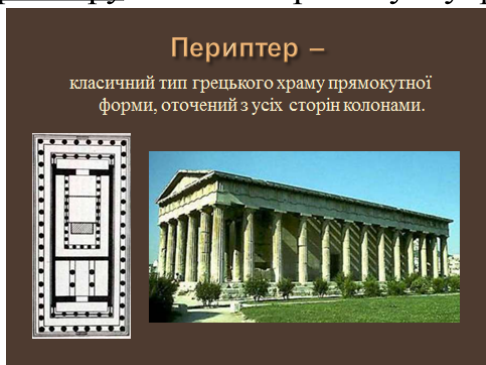 Периптер –
класичний тип грецького храму прямокутної
форми, оточений з усіх сторін колонами.